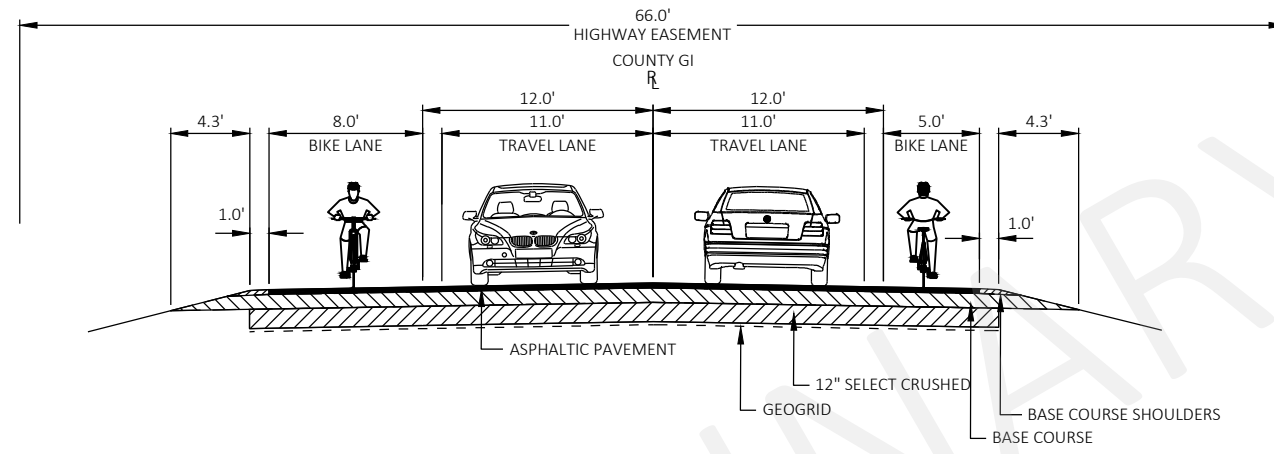 66.0'
HIGHWAY EASEMENT
COUNTY GI
R
L
12.0' 12.0'
4.3' 8.0' 11.0' 11.0' 5.0' 4.3'
BIKE LANE TRAVEL LANE TRAVEL LANE BIKE LANE
1.0' 1.0'
ASPHALTIC PAVEMENT
12" SELECT CRUSHED
GEOGRID
BASE COURSE SHOULDERS
BASE COURSE
NARY